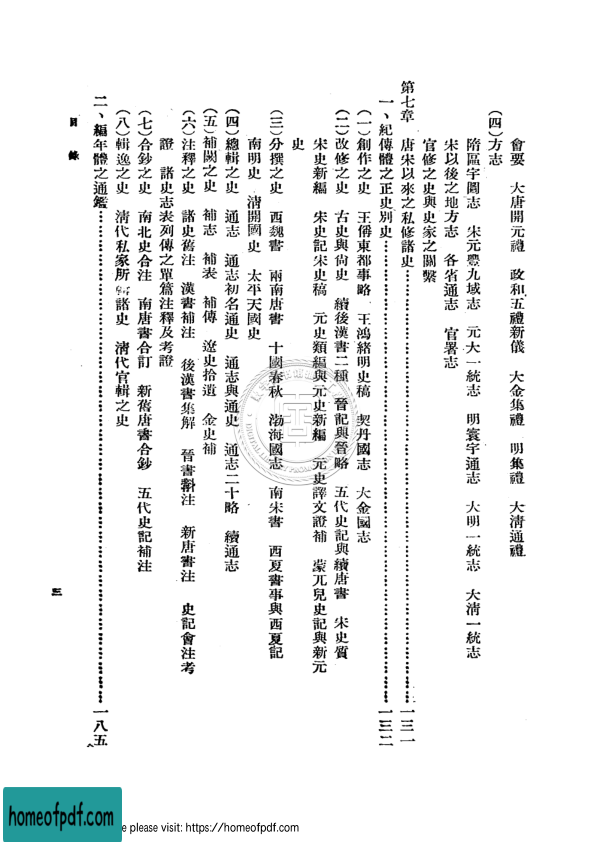 會要　大唐開元禮　政和五禮新儀　大金集禮　明集禮　大清通禮
（四）方志
隋區宇圖志　宋元豐九域志　元大一統志　明寰宇通志　大明一統志　大清一統志
宋以後之地方志　各省通志　官署志
官修之史與史家之關繫
第七章　唐宋以來之私修諸史……一三一
一、紀傳體之正史別史……一三二
（一）創作之史　王偁東都事略　王鴻緒明史稿　契丹國志　大金國志
（二）改修之史　古史與尙史　續後漢書二種　晉記與晉略　五代史記與續唐書　宋史質
宋史新編　宋史記宋史稿　元史類編與元史新編　元史譯文證補　蒙兀兒史記與新元
史
（三）分撰之史　西魏書　兩南唐書　十國春秋　渤海國志　南宋書　西夏書事與西夏記
南明史　清開國史　太平天國史
（四）總輯之史　通志　通志初名通史　通志與通史　通志二十略　續通志
（五）補闕之史　補志　補表　補傳　遼史拾遺　金史補
（六）注釋之史　諸史舊注　漢書補注　後漢書集解　晉書斠注　新唐書注　史記會注考
證　諸史志表列傳之單篇注釋及考證
（七）合鈔之史　南北史合注　南唐書合訂　新舊唐書合鈔　五代史記補注
（八）輯逸之史　清代私家所輯諸史　清代官輯之史
二、編年體之通鑑……一八五
目錄
三
homeofpdf.com
e please visit: https://homeofpdf.com